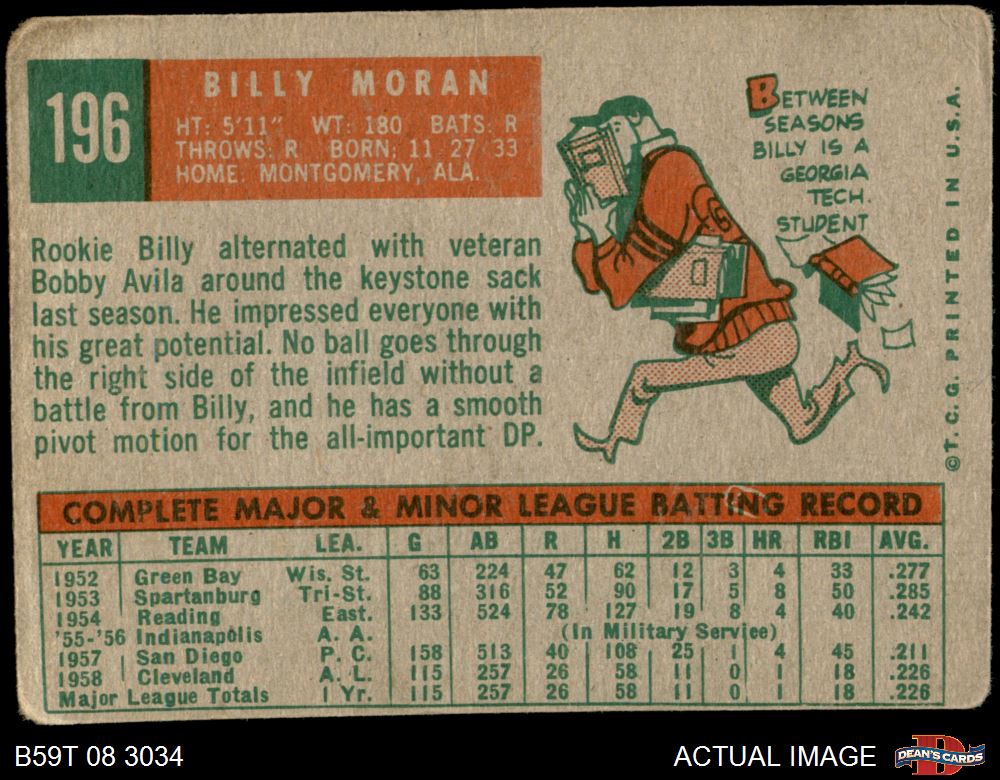 196
BILLY MORAN
HT: 5'11" WT: 180 BATS: R
THROWS: R BORN: 11 27 33
HOME: MONTGOMERY, ALA.
Rookie Billy alternated with veteran
Bobby Avila around the keystone sack
last season. He impressed everyone with
his great potential. No ball goes through
the right side of the infield without a
battle from Billy, and he has a smooth
pivot motion for the all-important DP.
BETWEEN
SEASONS
BILLY IS A
GEORGIA
TECH.
STUDENT
G
©T.C.G. PRINTED IN U.S.A.
COMPLETE MAJOR & MINOR LEAGUE BATTING RECORD
YEAR TEAM LEA. G AB R H 2B 3B HR RBI AVG.
1952 Green Bay Wis. St. 63 224 47 62 12 3 4 33 .277
1953 Spartanburg Tri-St. 88 316 52 90 17 5 8 50 .285
1954 Reading East. 133 524 78 127 19 8 4 40 .242
'55-'56 Indianapolis A. A. (In Military Service)
1957 San Diego P. C. 158 513 40 108 25 1 4 45 .211
1958 Cleveland A. L. 115 257 26 58 11 0 1 18 .226
Major League Totals 1 Yr. 115 257 26 58 11 0 1 18 .226
B59T 08 3034
ACTUAL IMAGE
D
DEAN'S CARDS